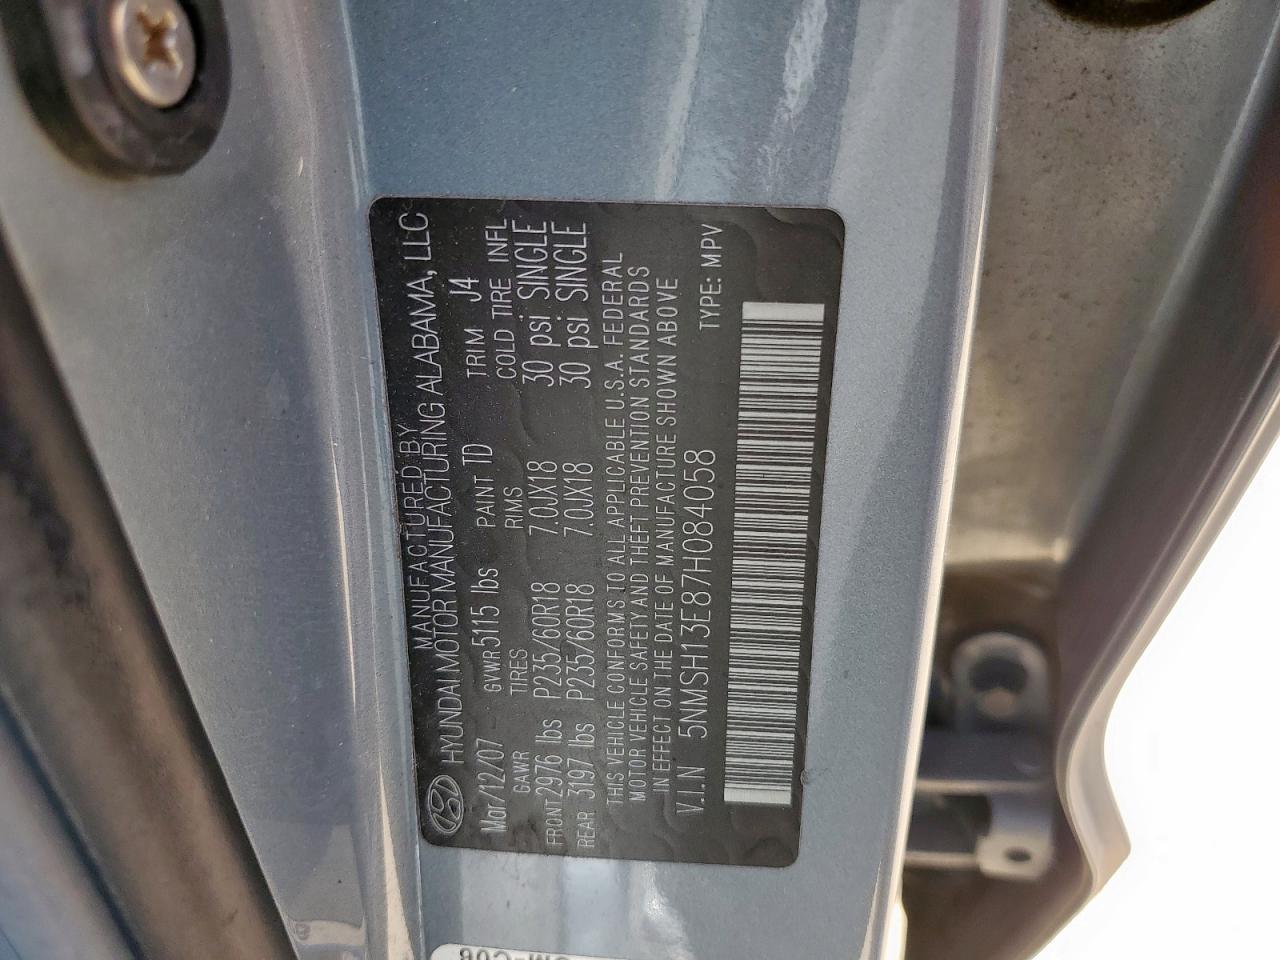 MANUFACTURED BY
HYUNDAI MOTOR MANUFACTURING ALABAMA, LLC
Mar/12/07 GVWR 5115 lbs PAINT 1D TRIM J4
GAWR TIRES RIMS COLD TIRE INFL
FRONT 2976 lbs P235/60R18 7.0JX18 30 psi SINGLE
REAR 3197 lbs P235/60R18 7.0JX18 30 psi SINGLE
THIS VEHICLE CONFORMS TO ALL APPLICABLE U.S.A. FEDERAL
MOTOR VEHICLE SAFETY AND THEFT PREVENTION STANDARDS
IN EFFECT ON THE DATE OF MANUFACTURE SHOWN ABOVE
V.I.N 5NMSH13E87H084058
TYPE: MPV